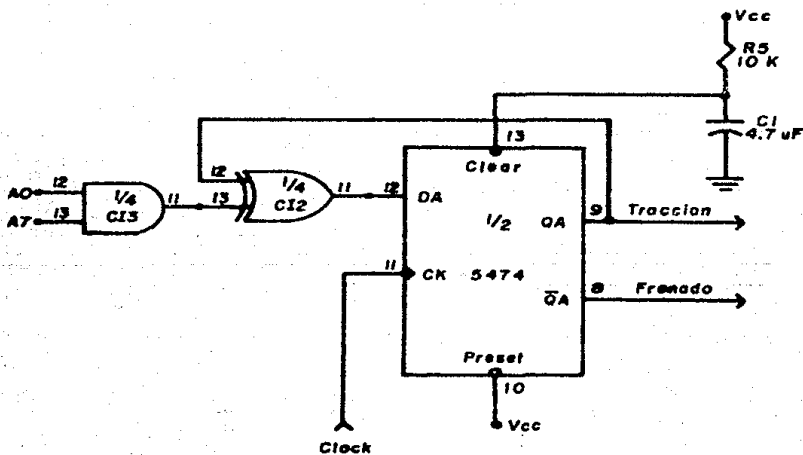 Vcc
R5
10 K
C1
4.7 uF
13
Clear
12
1/4
CI2
11
13
A0
12
A7
13
1/4
CI3
11
12
DA
1/2
QA
9
Traccion
11
CK
5474
Q̅A
8
Frenado
Preset
10
Vcc
Clock